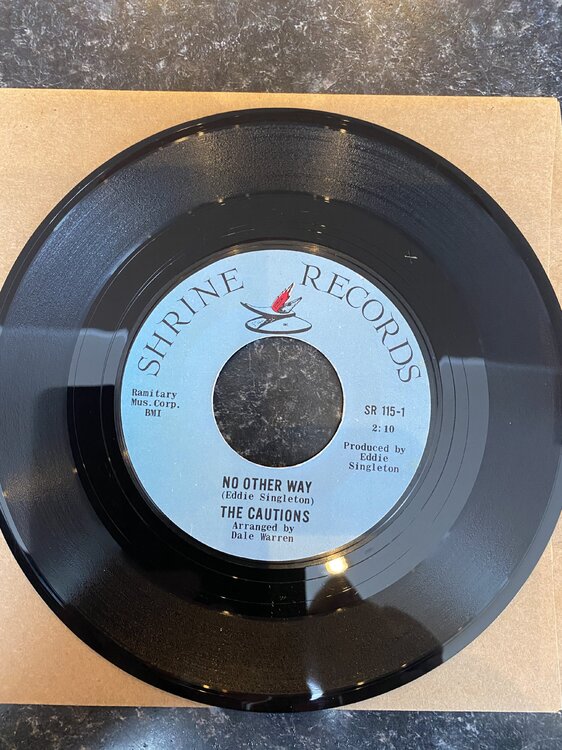 SHRINE RECORDS
Ramitary
Mus.Corp.
BMI
SR 115-1
2:10
Produced by
Eddie
Singleton
NO OTHER WAY
(Eddie Singleton)
THE CAUTIONS
Arranged by
Dale Warren